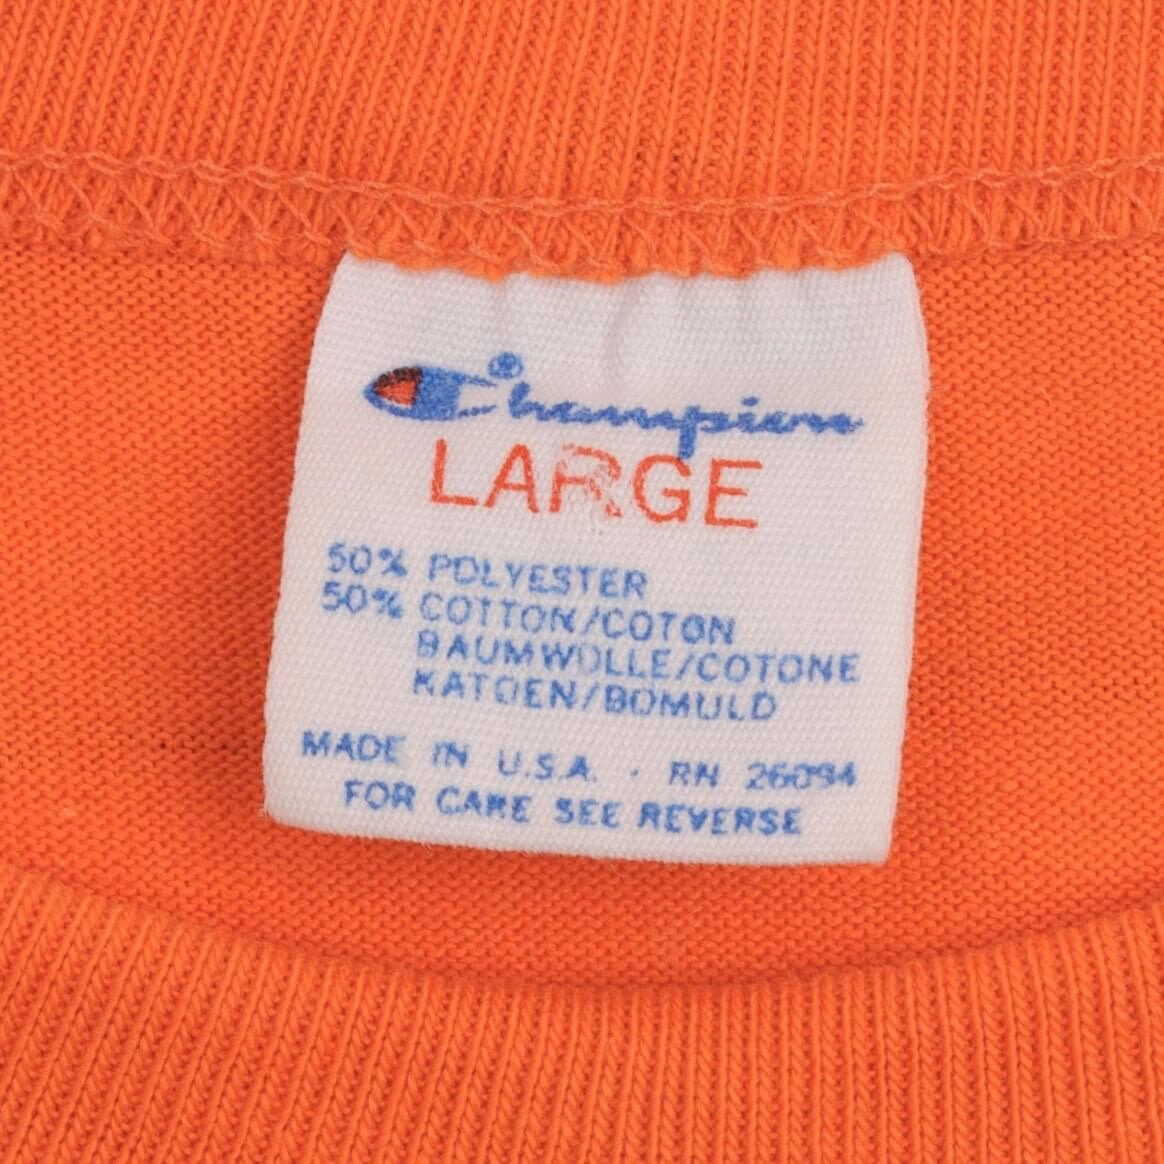 Champion®
LARGE
50% POLYESTER
50% COTTON/COTON
BAUMWOLLE/COTONE
KATOEN/BOMULD
MADE IN U.S.A. · RN 26094
FOR CARE SEE REVERSE